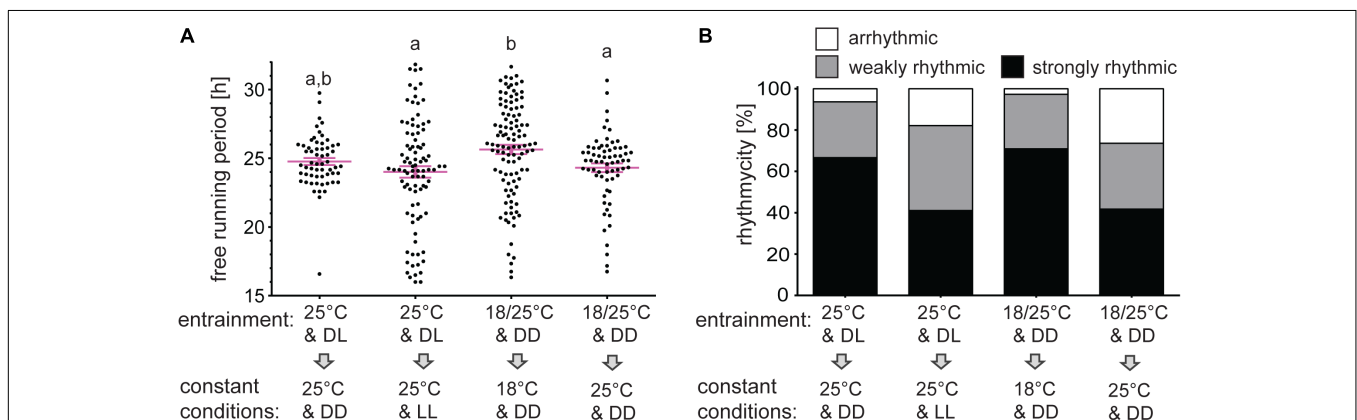 A
a,b
a
b
a
free running period [h]
30
25
20
15
entrainment:
25°C & DL
25°C & DL
18/25°C & DD
18/25°C & DD
constant conditions:
25°C & DD
25°C & LL
18°C & DD
25°C & DD
B
arrhythmic
weakly rhythmic
strongly rhythmic
rhythmycity [%]
100
80
60
40
20
0
entrainment:
25°C & DL
25°C & DL
18/25°C & DD
18/25°C & DD
constant conditions:
25°C & DD
25°C & LL
18°C & DD
25°C & DD